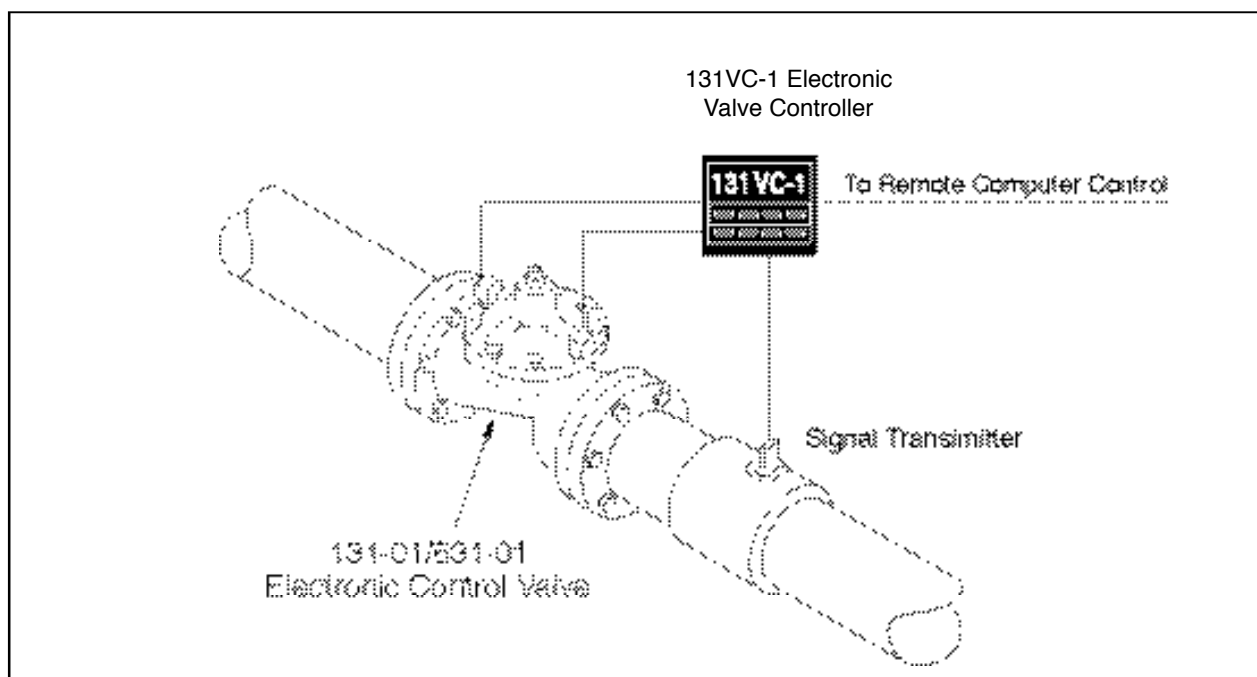 131VC-1 Electronic
Valve Controller
131VC-1
To Remote Computer Control
Signal Transimitter
131-01/631-01
Electronic Control Valve